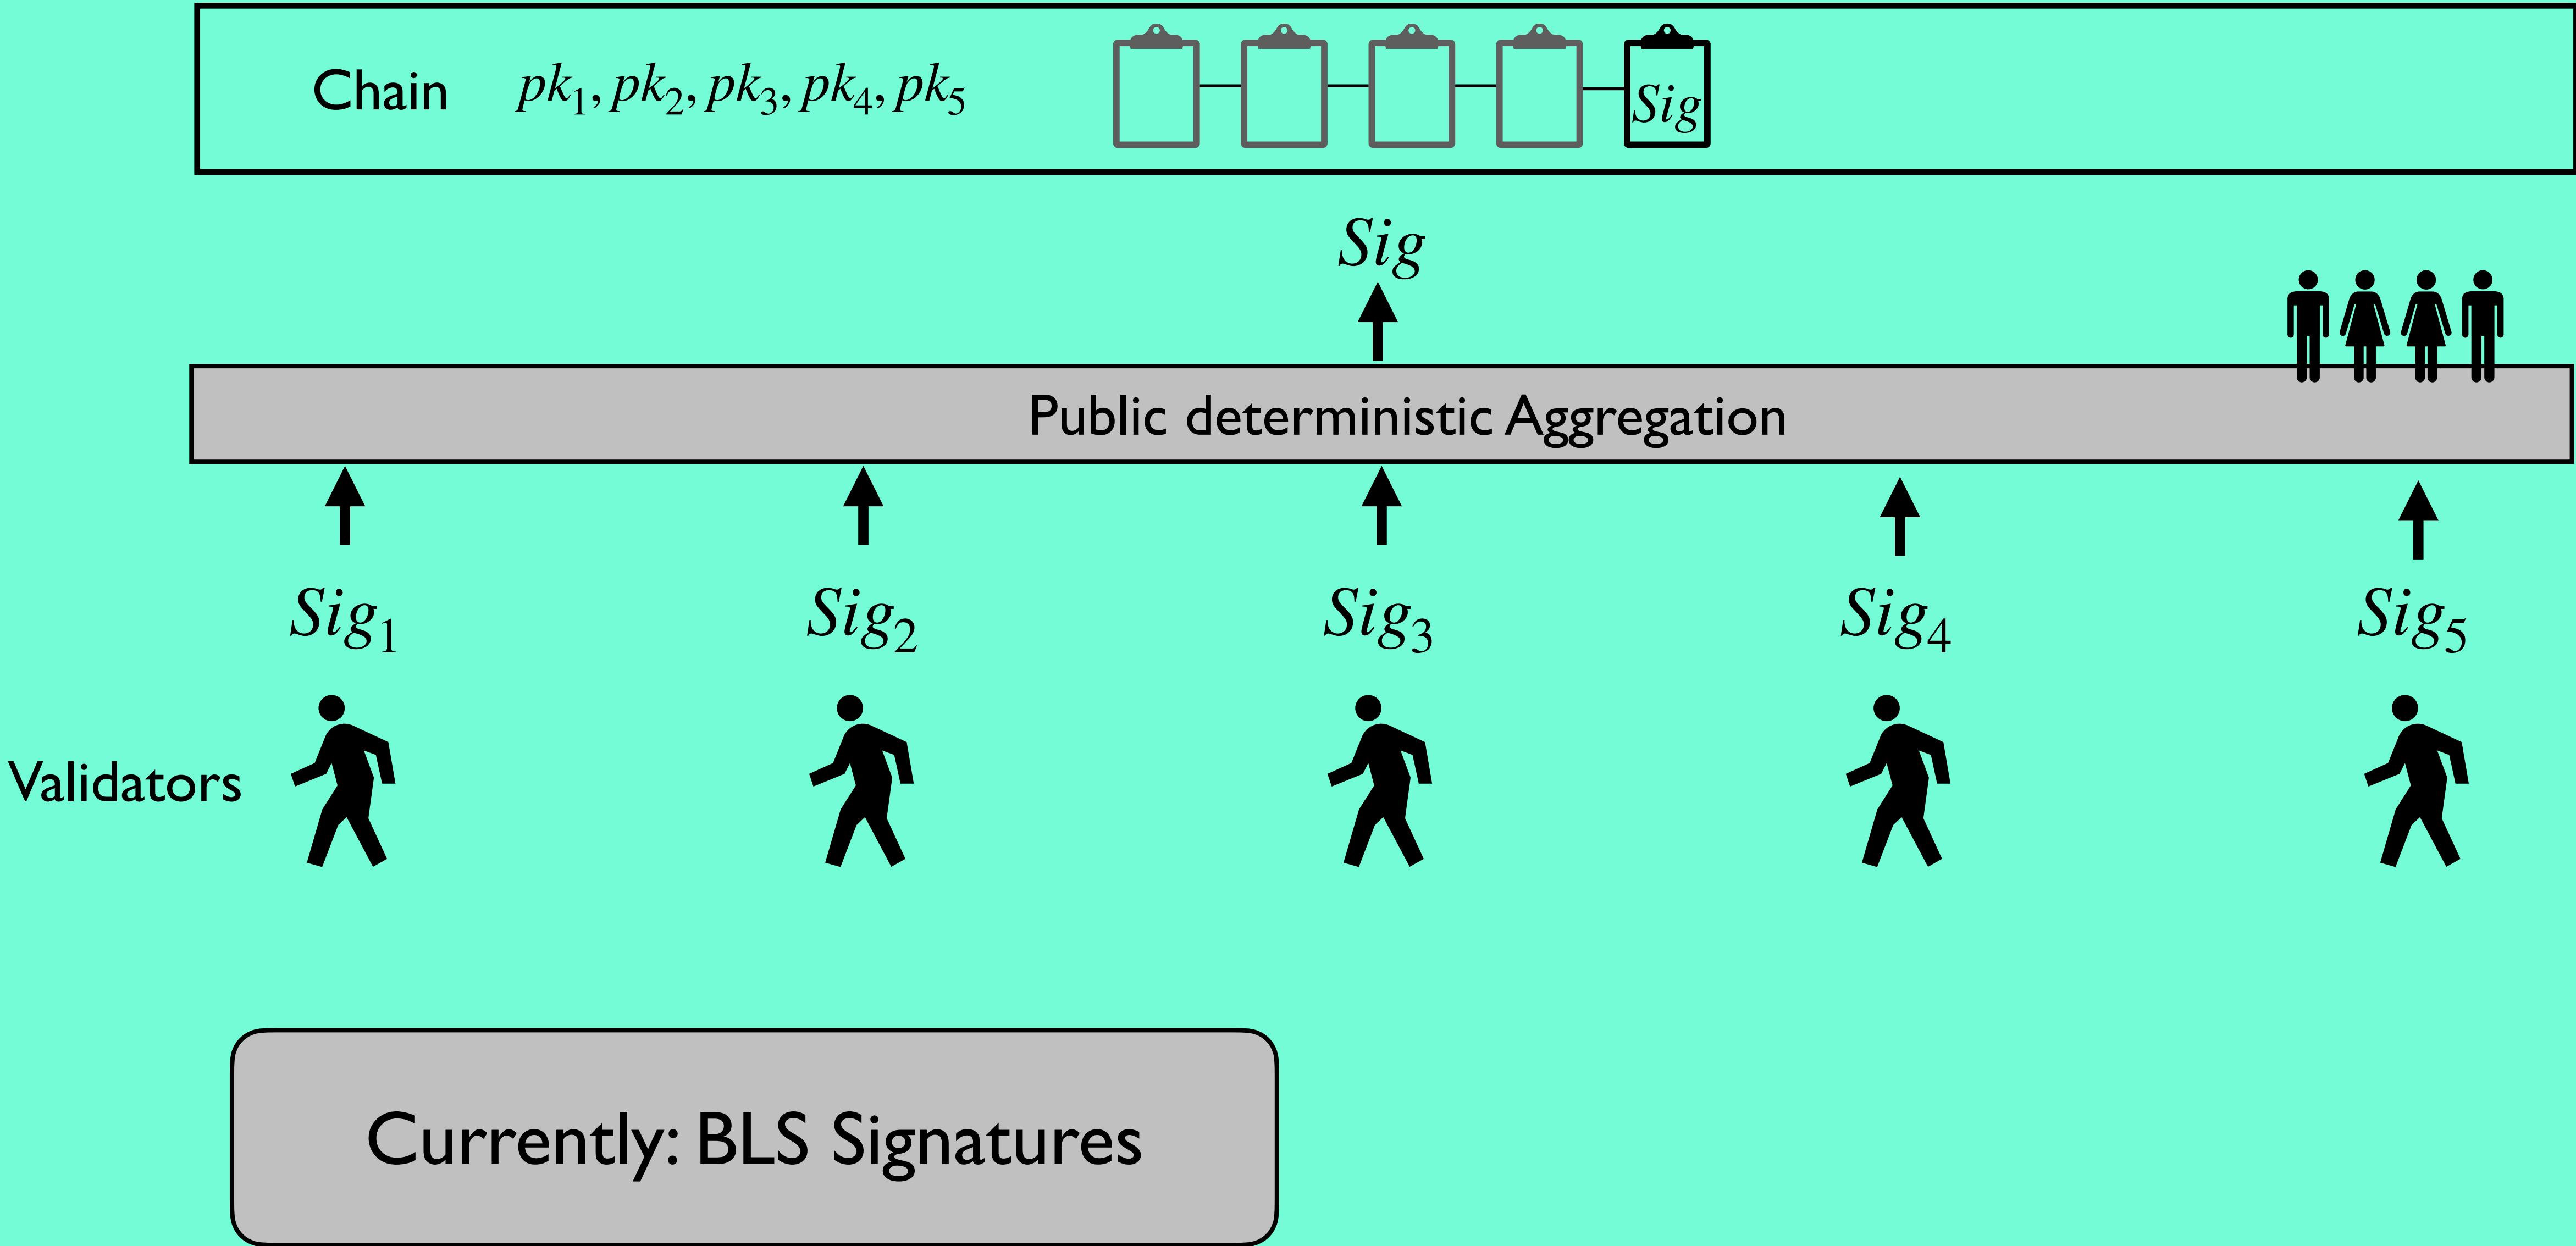 Chain pk₁, pk₂, pk₃, pk₄, pk₅ Sig
Sig
Public deterministic Aggregation
Sig₁ Sig₂ Sig₃ Sig₄ Sig₅
Validators
Currently: BLS Signatures